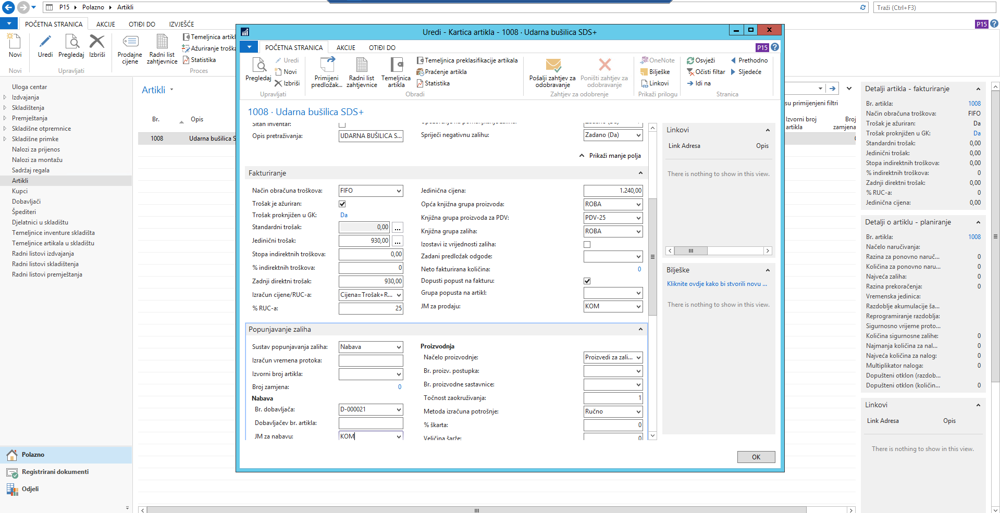 P15 ▸ Polazno ▸ Artikli
Traži (Ctrl+F3)
POČETNA STRANICA AKCIJE OTIĐI DO IZVJEŠĆE
P15
Novi
Uredi
Pregledaj
Izbriši
Prodajne cijene
Radni list zahtjevnice
Temeljnica artikl
Ažuriranje troška
Statistika
Novi
Upravljati
Proces
Uloga centar
Izdvajanja
Skladištenja
Premještanja
Skladišne otpremnice
Skladišne primke
Nalozi za prijenos
Nalozi za montažu
Sadržaj regala
Artikli
Kupci
Dobavljači
Špediteri
Djelatnici u skladištu
Temeljnice inventure skladišta
Temeljnice artikala u skladištu
Radni listovi izdvajanja
Radni listovi skladištenja
Radni listovi premještanja
Polazno
Registrirani dokumenti
Odjeli
Artikli
Br. Opis
1008 Udarna bušilica S
su primijenjeni filtri
Izvorni broj artikla
Broj zamjena
Uredi - Kartica artikla - 1008 · Udarna bušilica SDS+
POČETNA STRANICA AKCIJE OTIĐI DO
P15
Pregledaj
Uredi
Novi
Izbriši
Upravljati
Primijeni predložak...
Radni list zahtjevnice
Temeljnica artikla
Temeljnica preklasifikacije artikala
Praćenje artikla
Statistika
Obradi
Pošalji zahtjev za odobravanje
Poništi zahtjev za odobravanje
Zahtjev za odobrenje
OneNote
Bilješke
Linkovi
Prikaži prilogu
Osvježi
Očisti filtar
Idi na
Prethodno
Sljedeće
Stranica
1008 · Udarna bušilica SDS+
Sitan inventar:
Opis pretraživanja: UDARNA BUŠILICA S...
Spriječi negativnu zalihu: Zadano (Da)
Prikaži manje polja
Fakturiranje
Način obračuna troškova: FIFO
Trošak je ažuriran:
Trošak proknjižen u GK: Da
Standardni trošak: 0,00 ...
Jedinični trošak: 930,00 ...
Stopa indirektnih troškova: 0,00
% indirektnih troškova: 0
Zadnji direktni trošak: 930,00
Izračun cijene/RUC-a: Cijena=Trošak+R...
% RUC-a: 25
Jedinična cijena: 1.240,00
Opća knjižna grupa proizvoda: ROBA
Knjižna grupa proizvoda za PDV: PDV-25
Knjižna grupa zaliha: ROBA
Izostavi iz vrijednosti zaliha:
Zadani predložak odgode:
Neto fakturirana količina: 0
Dopusti popust na fakturu:
Grupa popusta na artikl:
JM za prodaju: KOM
Popunjavanje zaliha
Sustav popunjavanja zaliha: Nabava
Izračun vremena protoka:
Izvorni broj artikla:
Broj zamjena: 0
Nabava
Br. dobavljača: D-000021
Dobavljačev br. artikla:
JM za nabavu: KOM
Proizvodnja
Načelo proizvodnje: Proizvedi za zali...
Br. proizv. postupka:
Br. proizvodne sastavnice:
Točnost zaokruživanja: 1
Metoda izračuna potrošnje: Ručno
% škarta: 0
Veličina šarže: 0
Linkovi
Link Adresa Opis
There is nothing to show in this view.
Bilješke
Kliknite ovdje kako bi stvorili novu ...
There is nothing to show in this view.
OK
Detalji artikla - fakturiranje
Br. artikla: 1008
Način obračuna troškova: FIFO
Trošak je ažuriran: Da
Trošak proknjižen u GK: Da
Standardni trošak: 0,00
Jedinični trošak: 0,00
Stopa indirektnih troškova: 0,00
% indirektnih troškova: 0
Zadnji direktni trošak: 0,00
% RUC-a: 0
Jedinična cijena: 0,00
Detalji o artiklu - planiranje
Br. artikla: 1008
Načelo naručivanja:
Razina za ponovno naruč... 0
Količina za ponovno naru... 0
Najveća zaliha: 0
Razina prekoračenja: 0
Vremenska jedinica:
Razdoblje akumulacije ša...
Reprogramiranje razdoblja:
Sigurnosno vrijeme proto...
Količina sigurnosne zalihe: 0
Najmanja količina za nal... 0
Najveća količina za nalog: 0
Multiplikator naloga: 0
Dopušteni otklon (razdob...
Dopušteni otklon (količin... 0
Linkovi
Link Adresa Opis
There is nothing to show in this view.